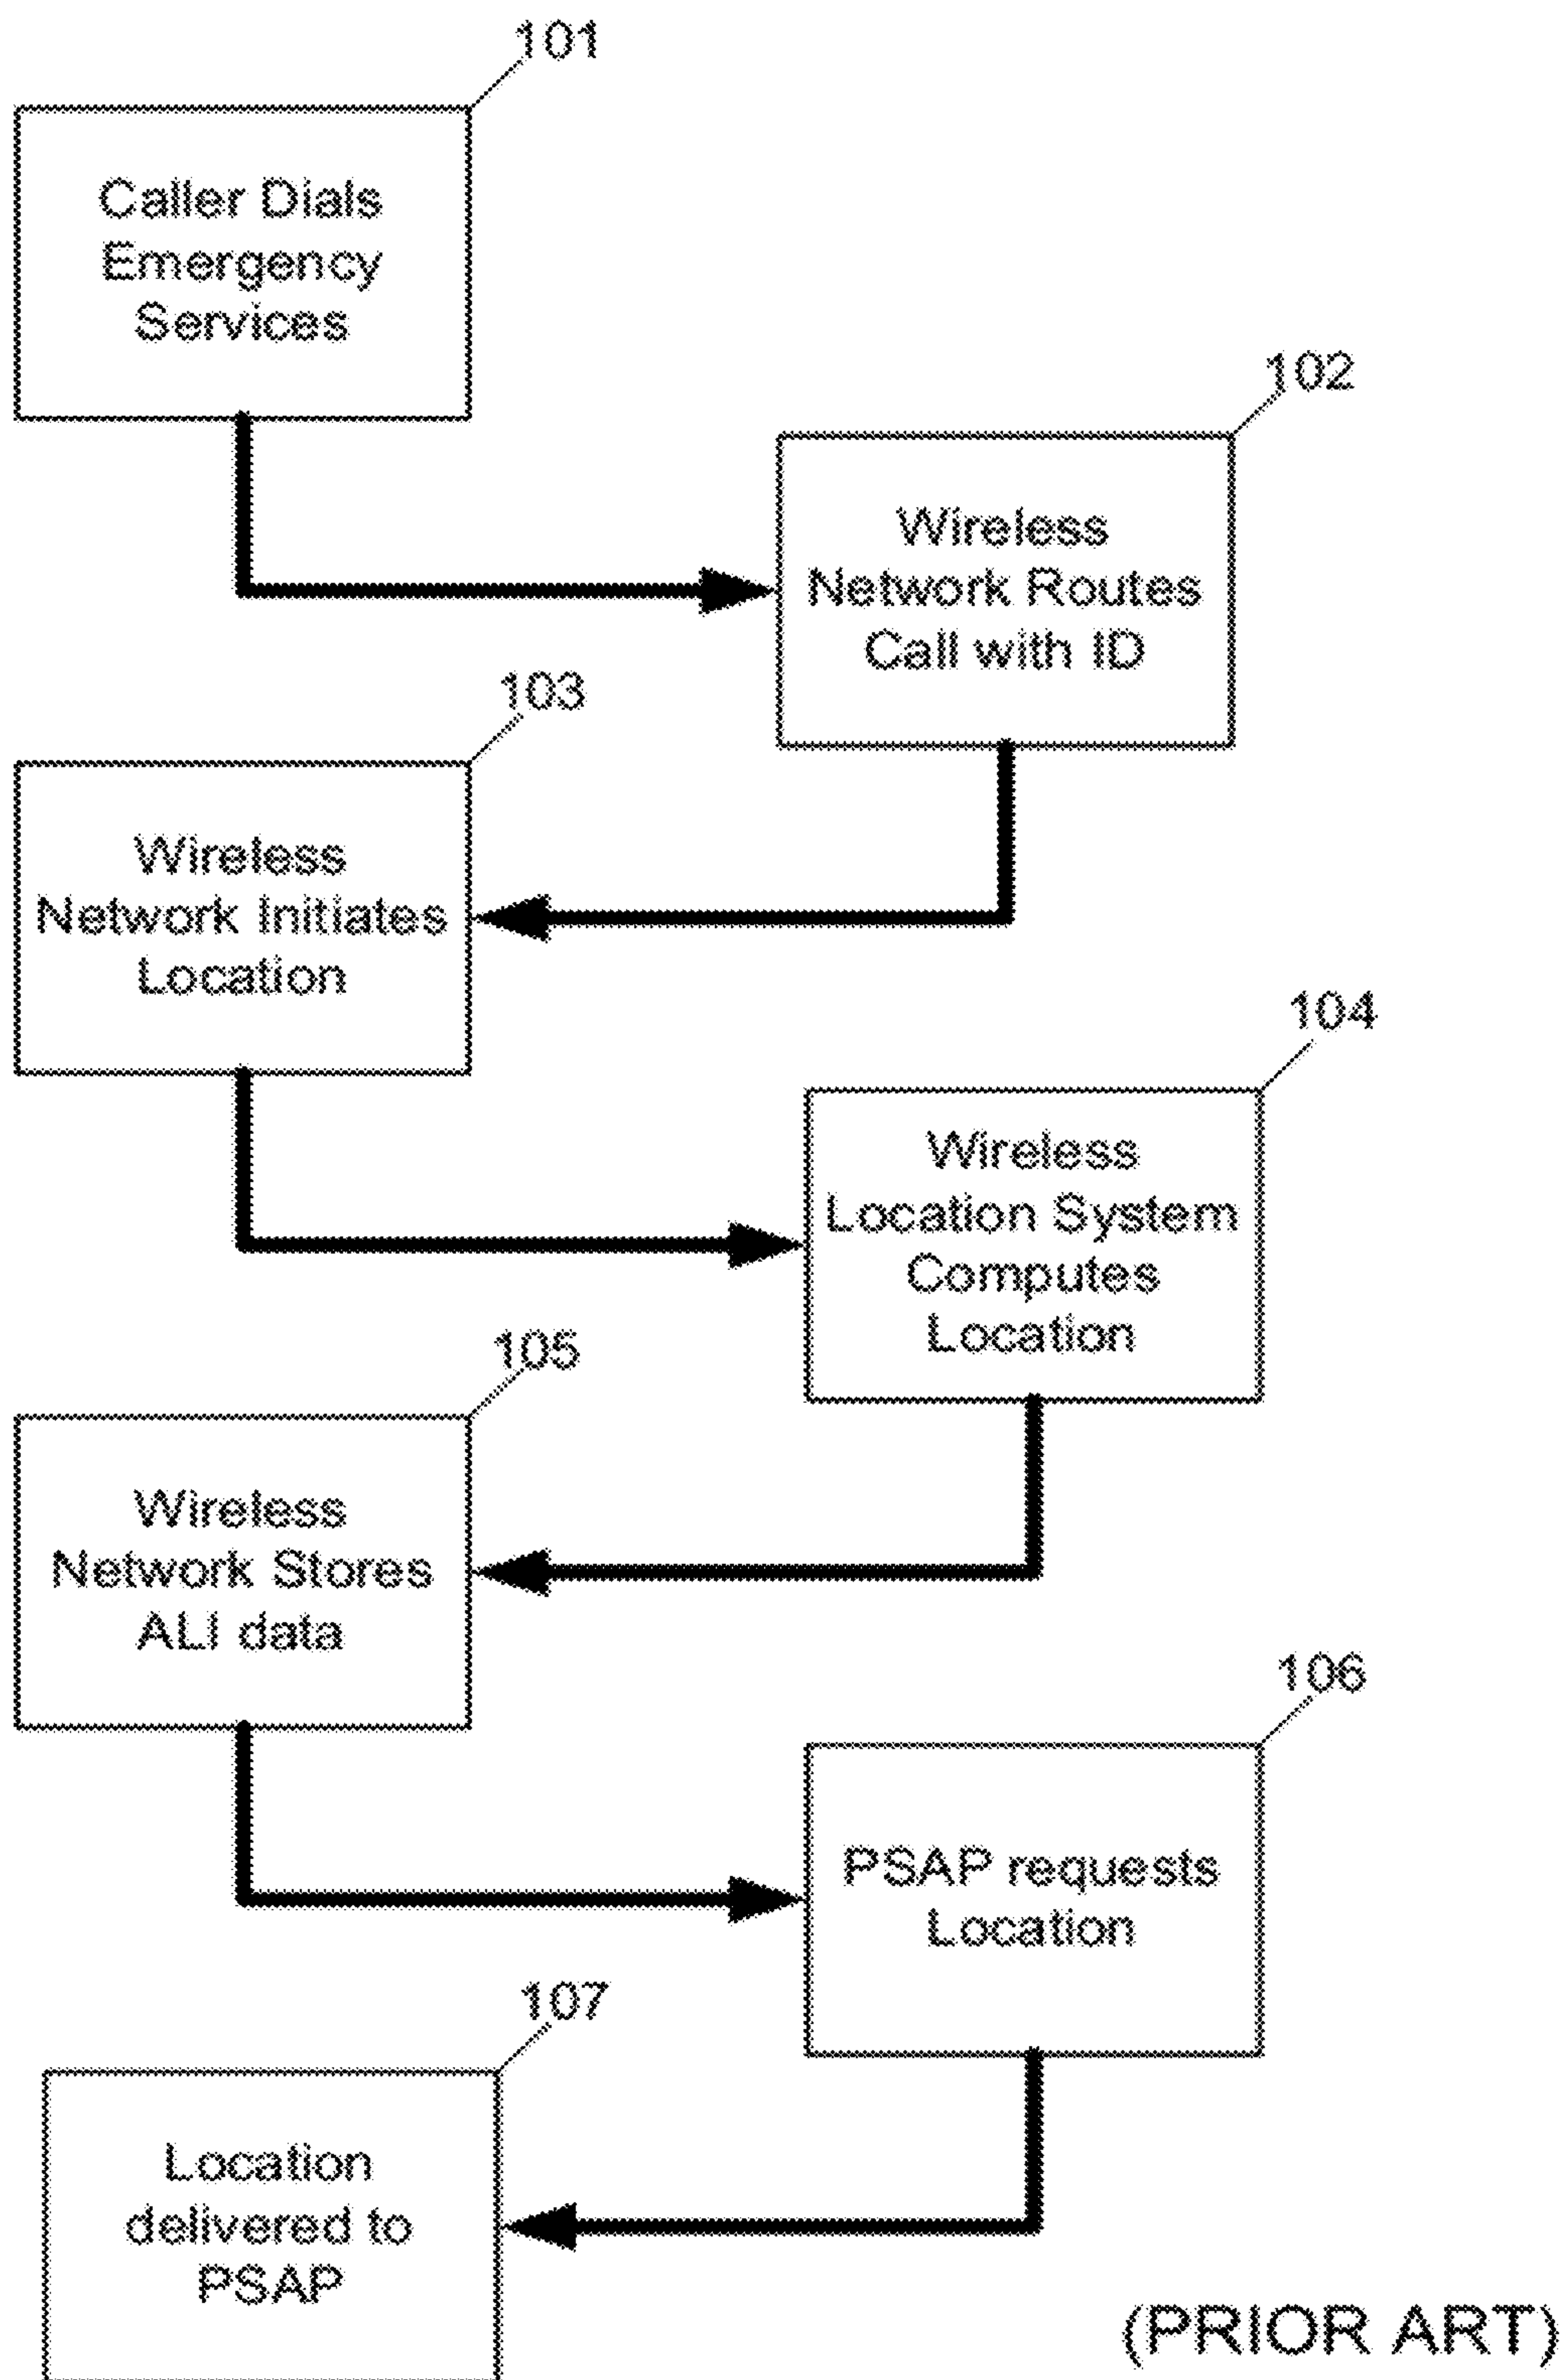 101
Caller Dials
Emergency
Services
102
Wireless
Network Routes
Call with ID
103
Wireless
Network Initiates
Location
104
Wireless
Location System
Computes
Location
105
Wireless
Network Stores
ALI data
106
PSAP requests
Location
107
Location
delivered to
PSAP
(PRIOR ART)